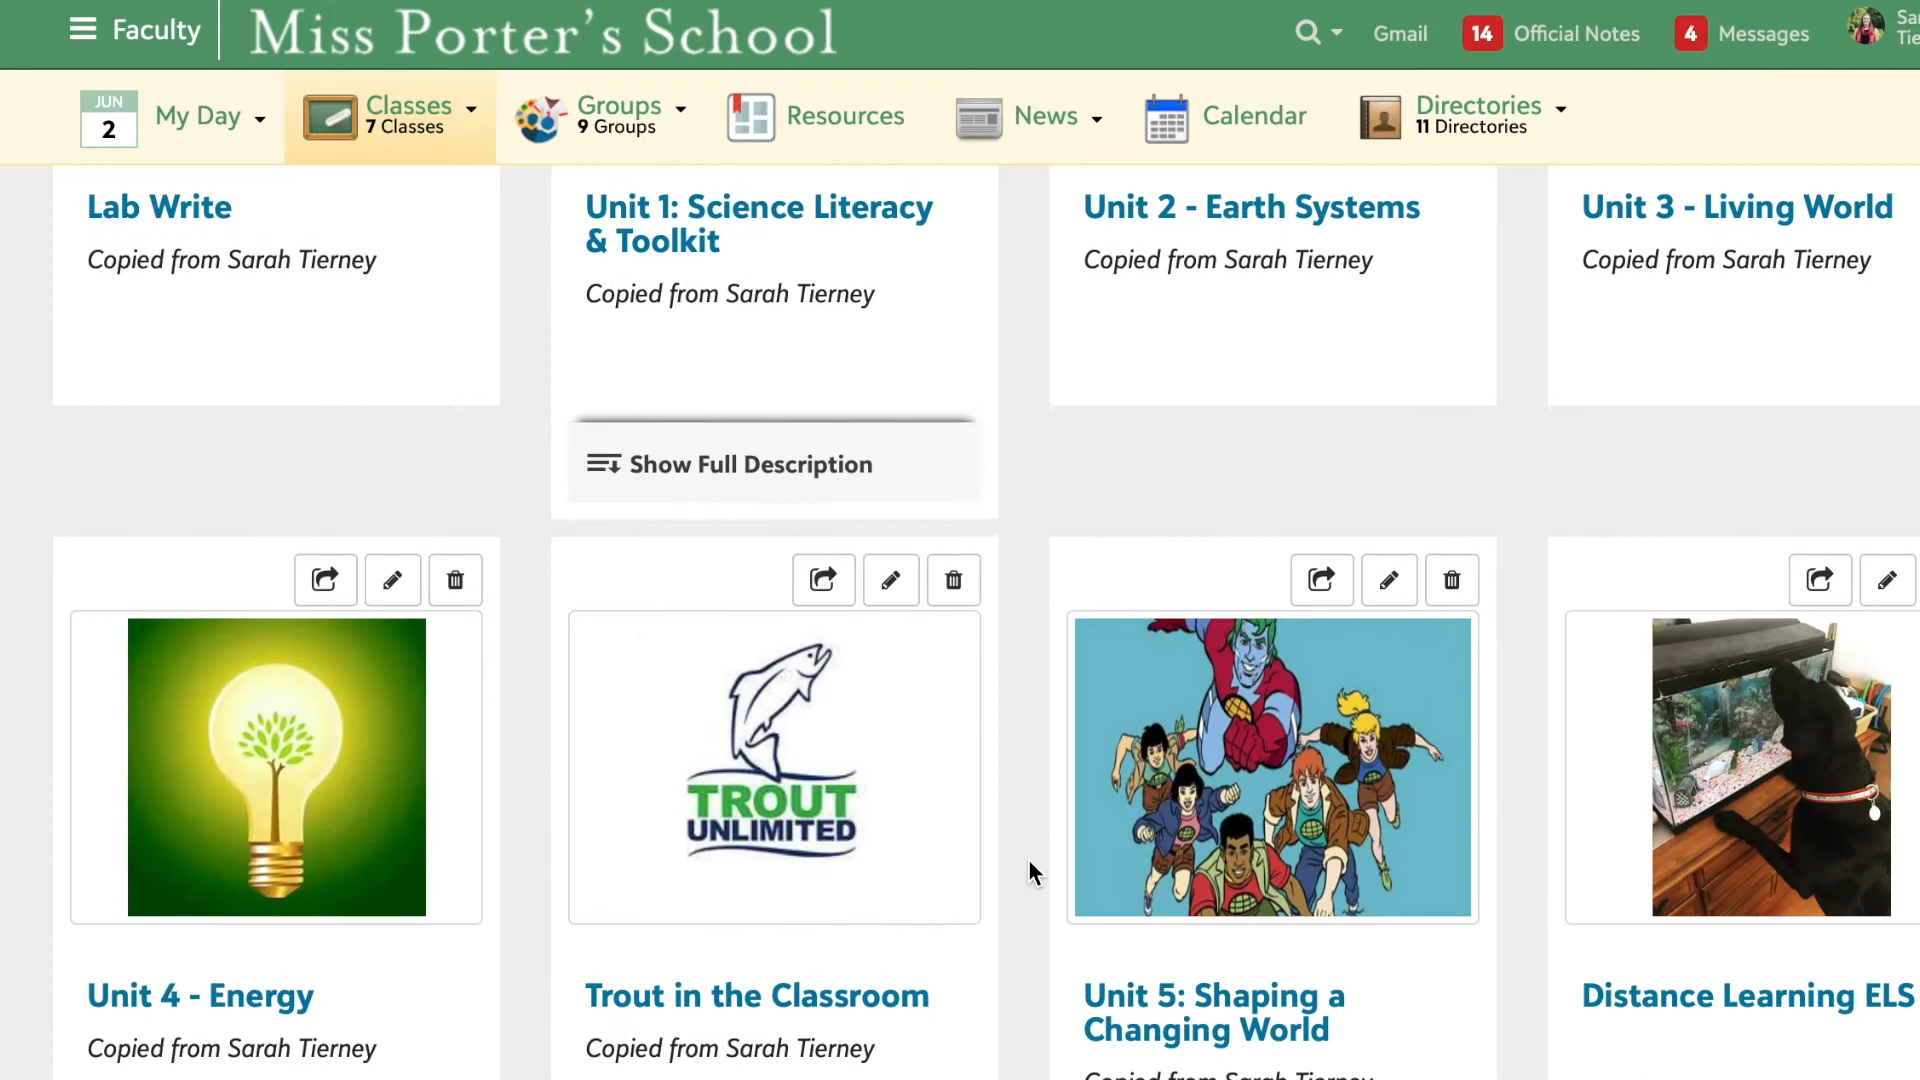 Faculty
Miss Porter's School
Gmail
14 Official Notes
4 Messages
JUN
2
My Day
Classes
7 Classes
Groups
9 Groups
Resources
News
Calendar
Directories
11 Directories
Lab Write
Copied from Sarah Tierney
Unit 1: Science Literacy
& Toolkit
Copied from Sarah Tierney
Show Full Description
Unit 2 - Earth Systems
Copied from Sarah Tierney
Unit 3 - Living World
Copied from Sarah Tierney
TROUT
UNLIMITED
Unit 4 - Energy
Copied from Sarah Tierney
Trout in the Classroom
Copied from Sarah Tierney
Unit 5: Shaping a
Changing World
Copied from Sarah Tierney
Distance Learning ELS